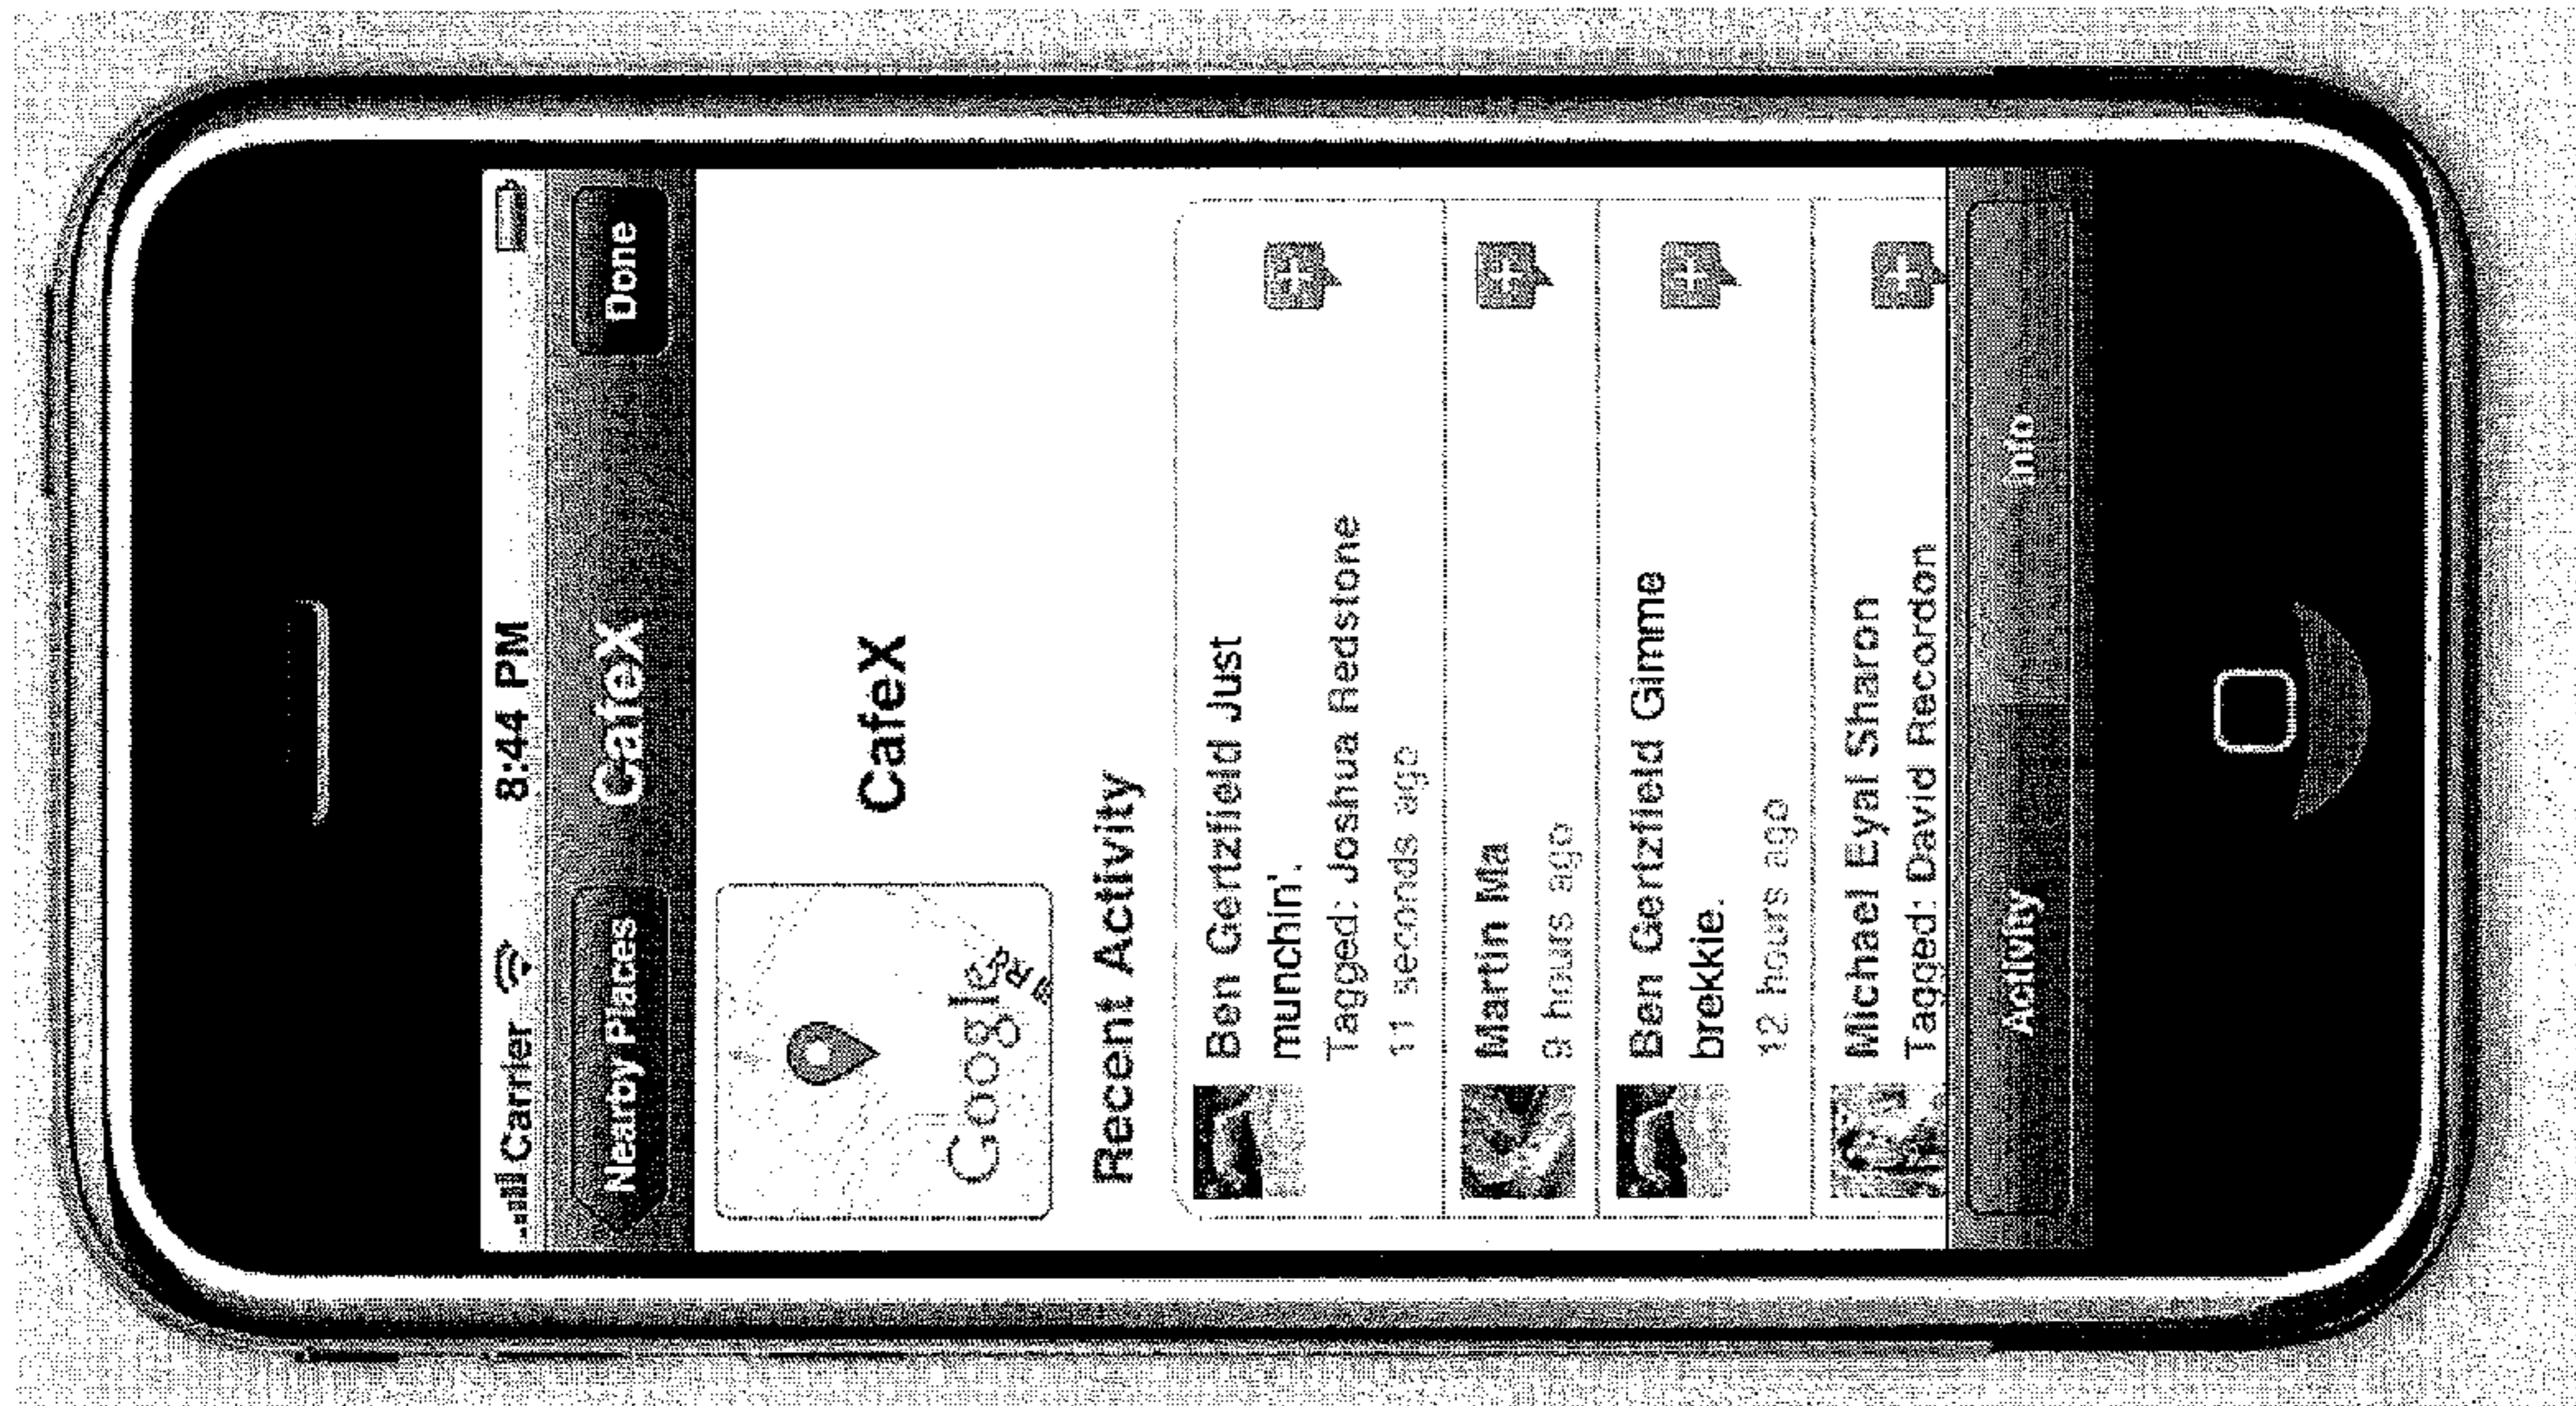 Carrier 8:44 PM
Nearby Places CafeX Done
CafeX
Google
Recent Activity
Ben Gertzfield Just
munchin'.
Tagged: Joshua Redstone
11 seconds ago
Martin Ma
9 hours ago
Ben Gertzfield Gimme
brekkie.
12 hours ago
Michael Eyal Sharon
Tagged: David Recordon
Activity Info